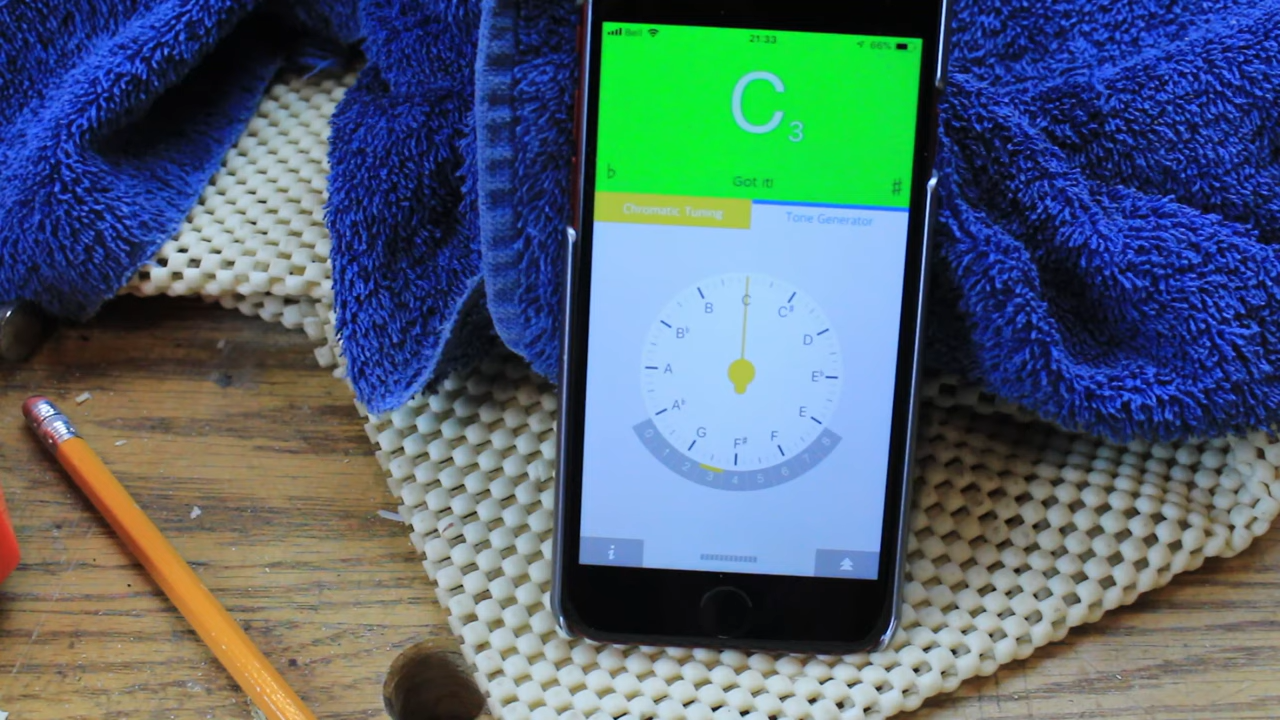 Bell 21:33 66%
C3
♭ Got it! ♯
Chromatic Tuning Tone Generator
C
B C♯
B♭ D
A E♭
A♭ E
G F♯ F
0 1 2 3 4 5 6 7 8
i